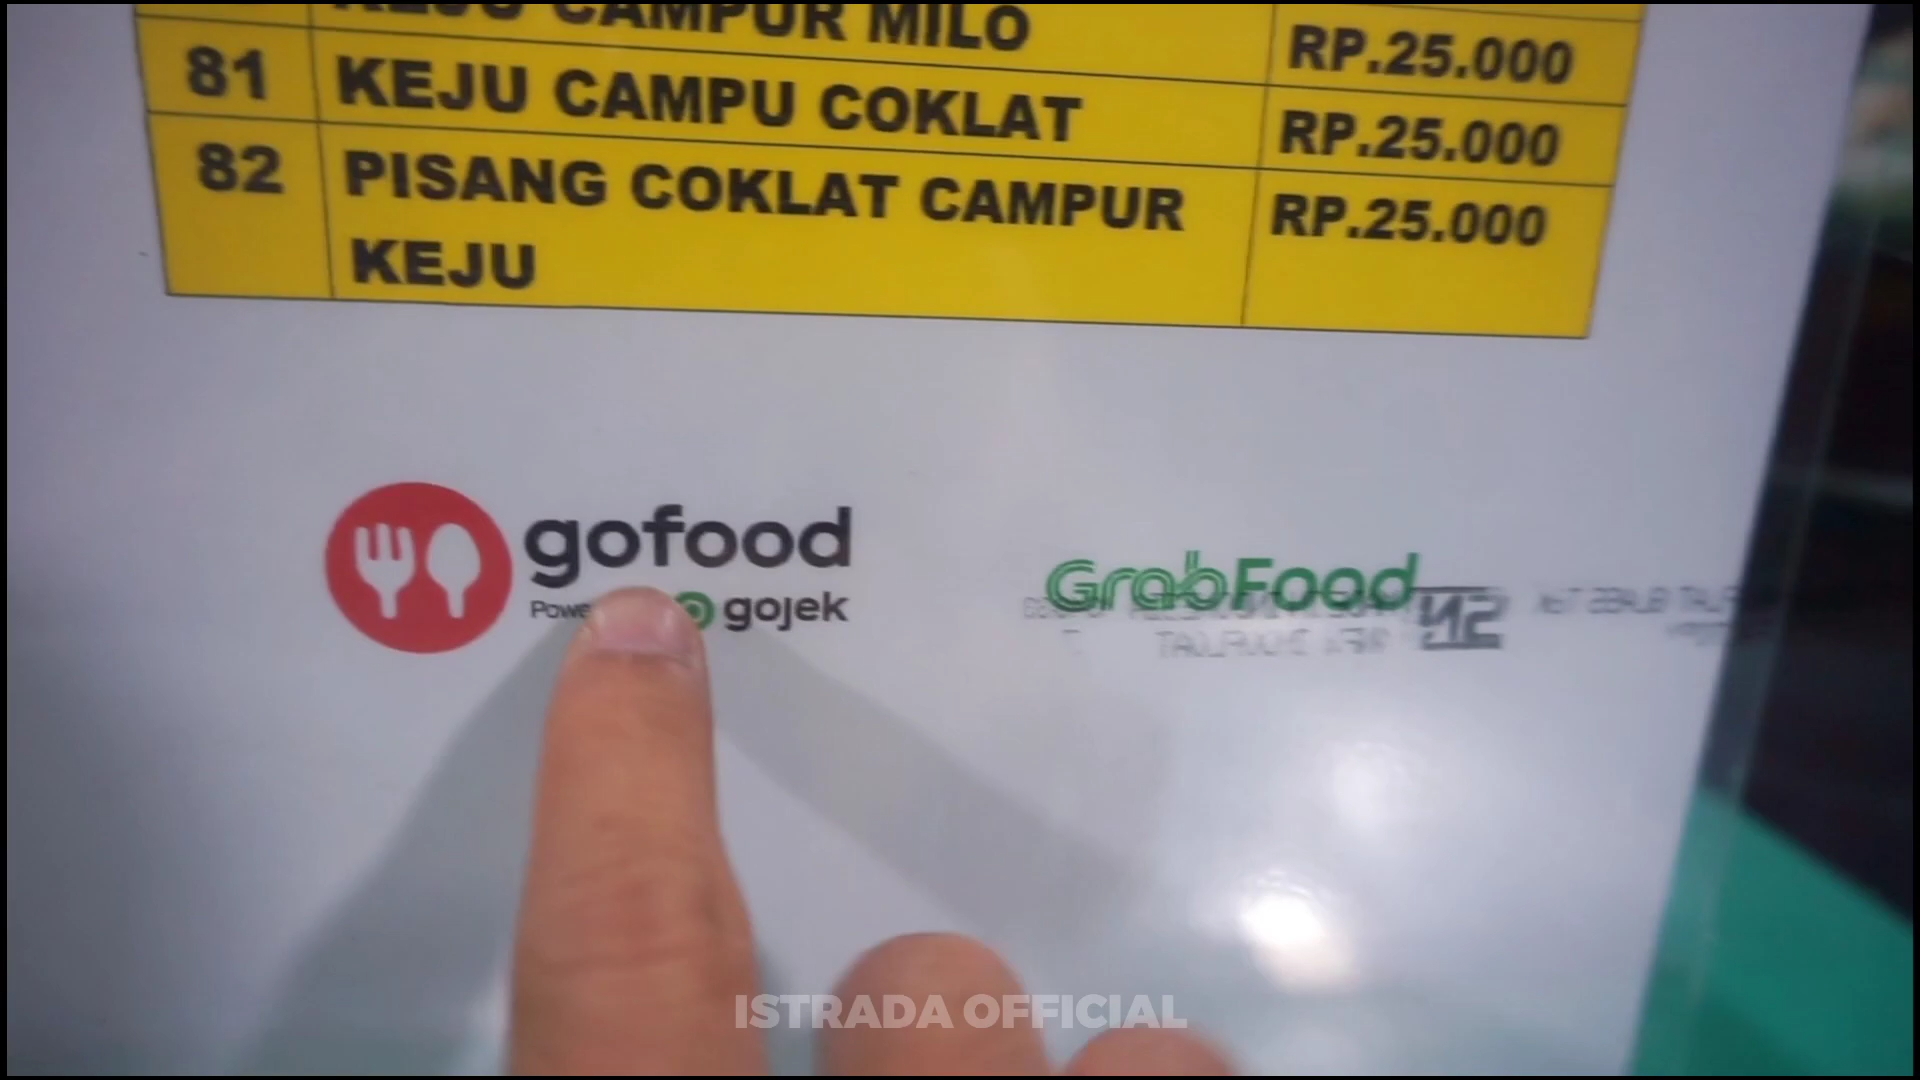 KEJU CAMPUR MILO RP.25.000
81 KEJU CAMPU COKLAT RP.25.000
82 PISANG COKLAT CAMPUR RP.25.000
KEJU
gofood
gojek
GrabFood
ISTRADA OFFICIAL